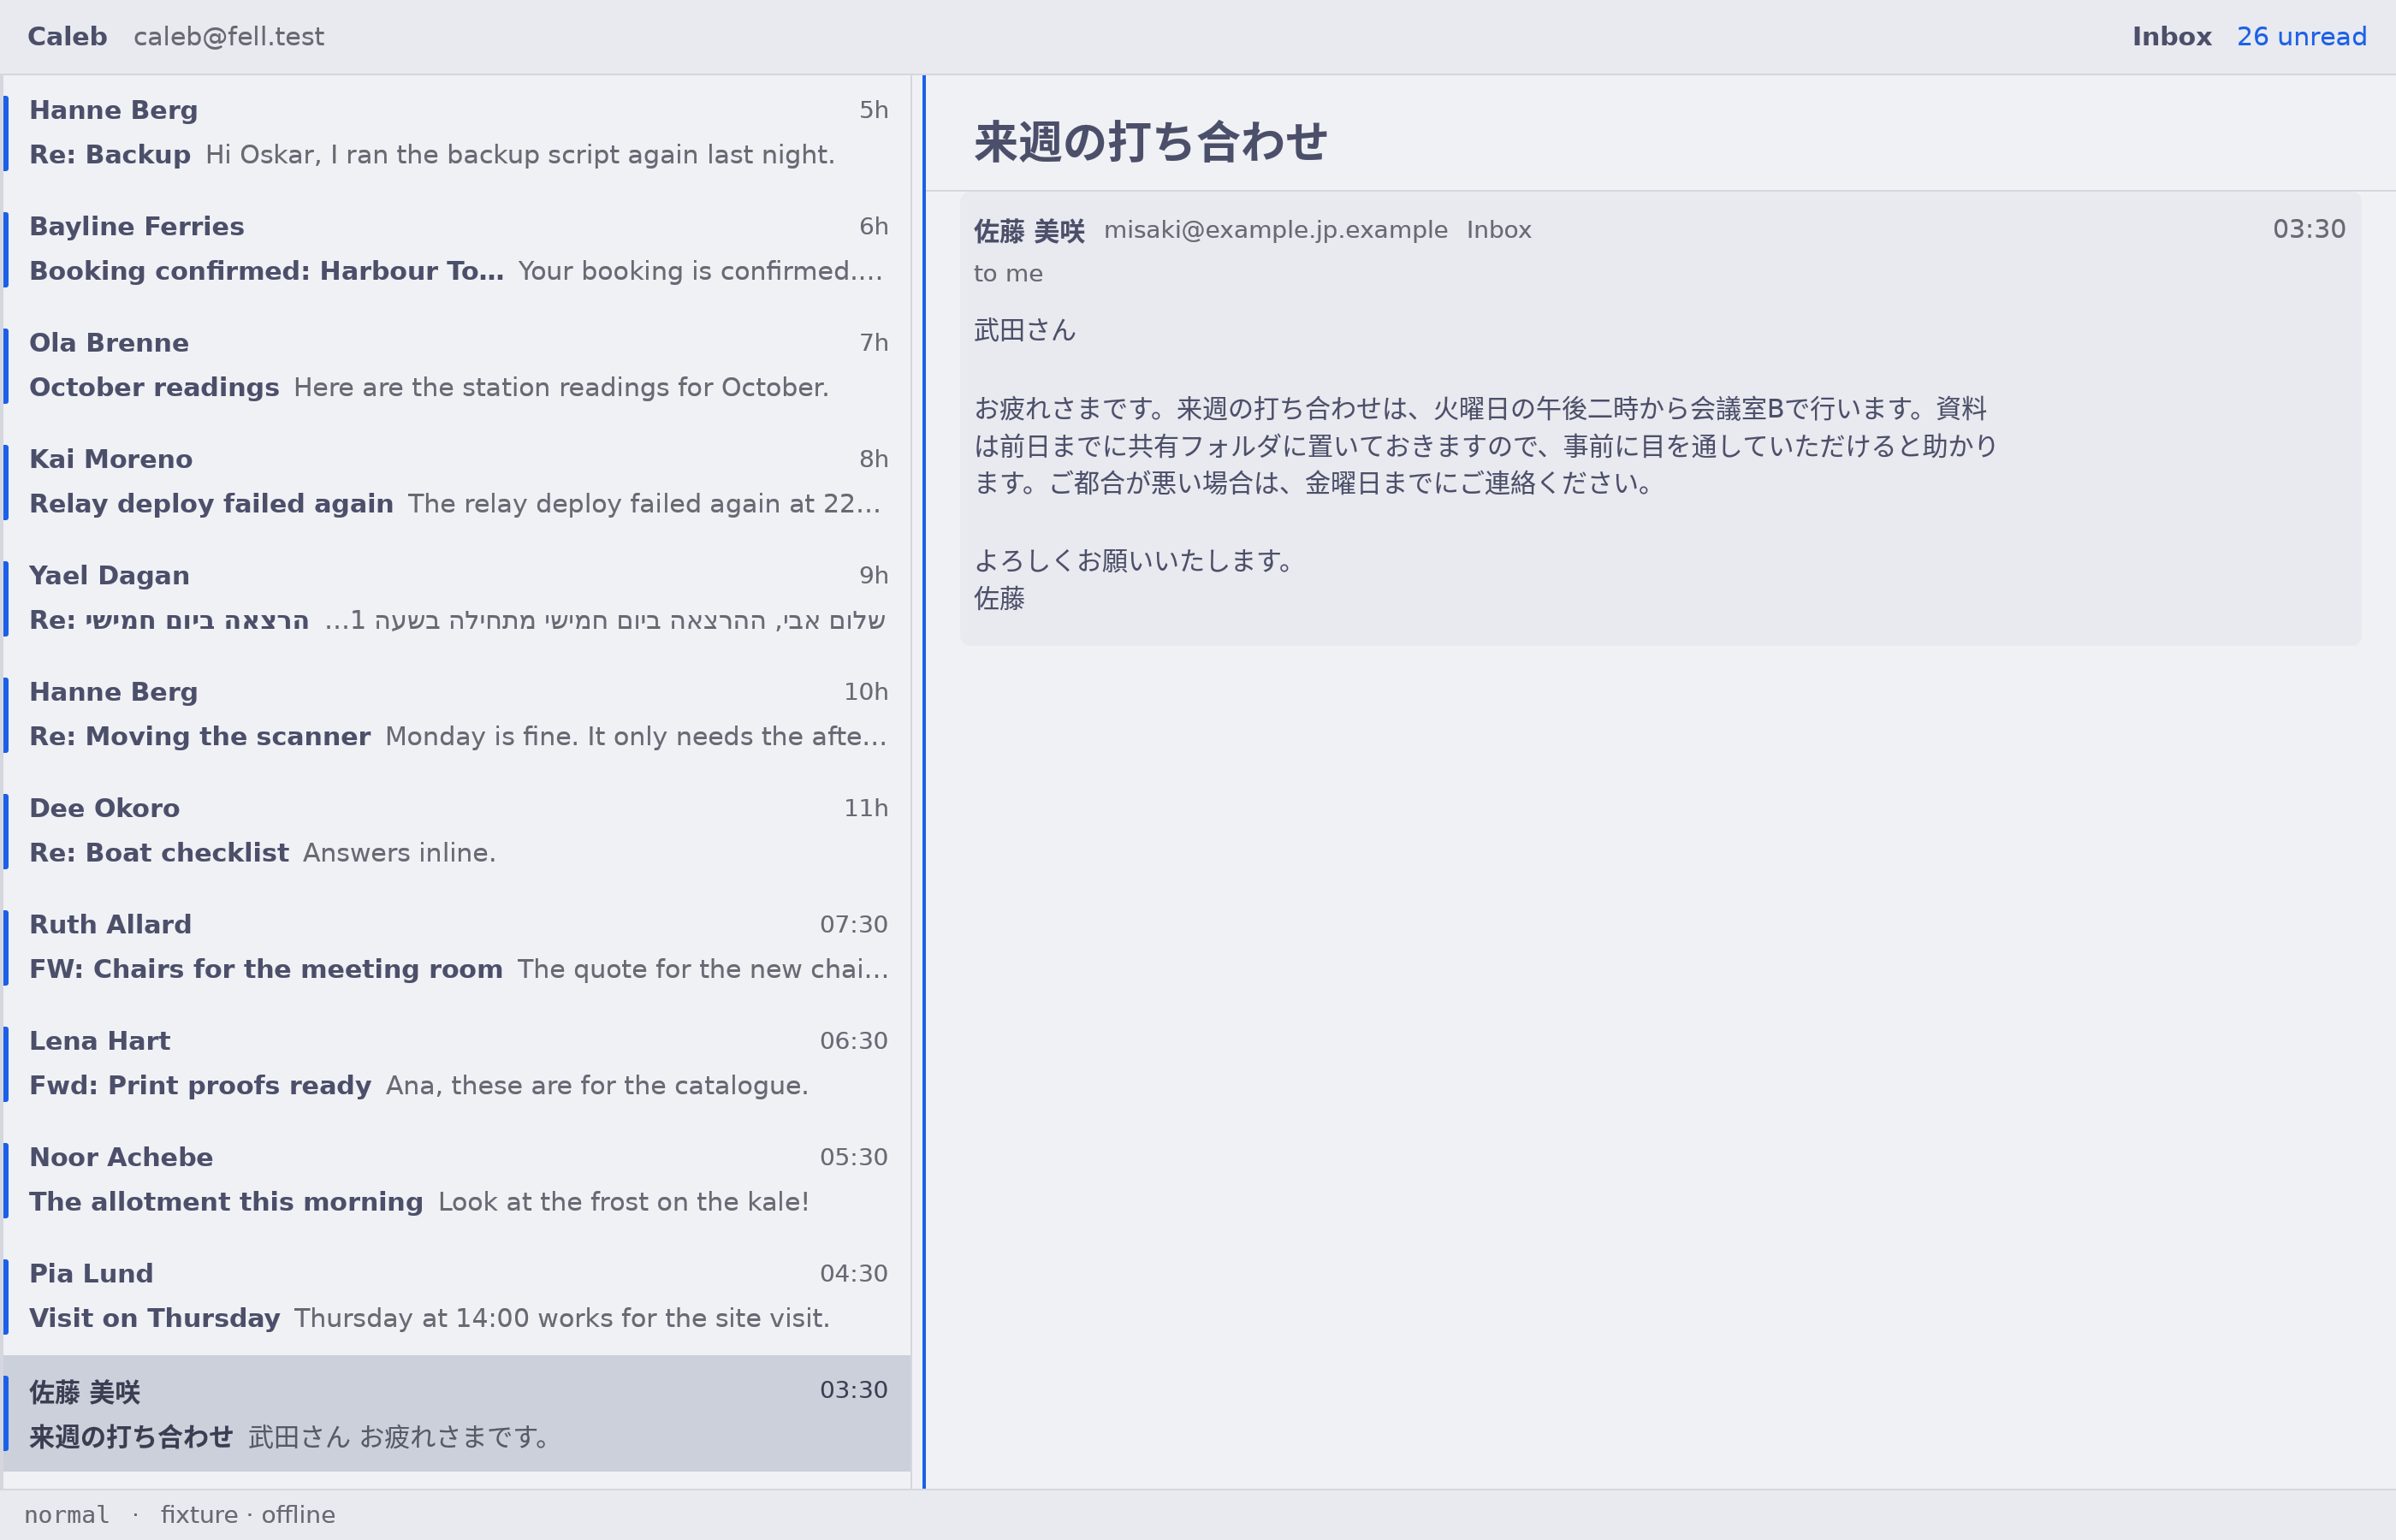 Caleb caleb@fell.test
Inbox 26 unread
Hanne Berg 5h
Re: Backup Hi Oskar, I ran the backup script again last night.
Bayline Ferries 6h
Booking confirmed: Harbour To… Your booking is confirmed.…
Ola Brenne 7h
October readings Here are the station readings for October.
Kai Moreno 8h
Relay deploy failed again The relay deploy failed again at 22…
Yael Dagan 9h
Re: הרצאה ביום חמישי שלום אבי, ההרצאה ביום חמישי מתחילה בשעה 1…
Hanne Berg 10h
Re: Moving the scanner Monday is fine. It only needs the afte…
Dee Okoro 11h
Re: Boat checklist Answers inline.
Ruth Allard 07:30
FW: Chairs for the meeting room The quote for the new chai…
Lena Hart 06:30
Fwd: Print proofs ready Ana, these are for the catalogue.
Noor Achebe 05:30
The allotment this morning Look at the frost on the kale!
Pia Lund 04:30
Visit on Thursday Thursday at 14:00 works for the site visit.
佐藤 美咲 03:30
来週の打ち合わせ 武田さん お疲れさまです。
来週の打ち合わせ
佐藤 美咲 misaki@example.jp.example Inbox 03:30
to me
武田さん
お疲れさまです。来週の打ち合わせは、火曜日の午後二時から会議室Bで行います。資料
は前日までに共有フォルダに置いておきますので、事前に目を通していただけると助かり
ます。ご都合が悪い場合は、金曜日までにご連絡ください。
よろしくお願いいたします。
佐藤
normal · fixture · offline